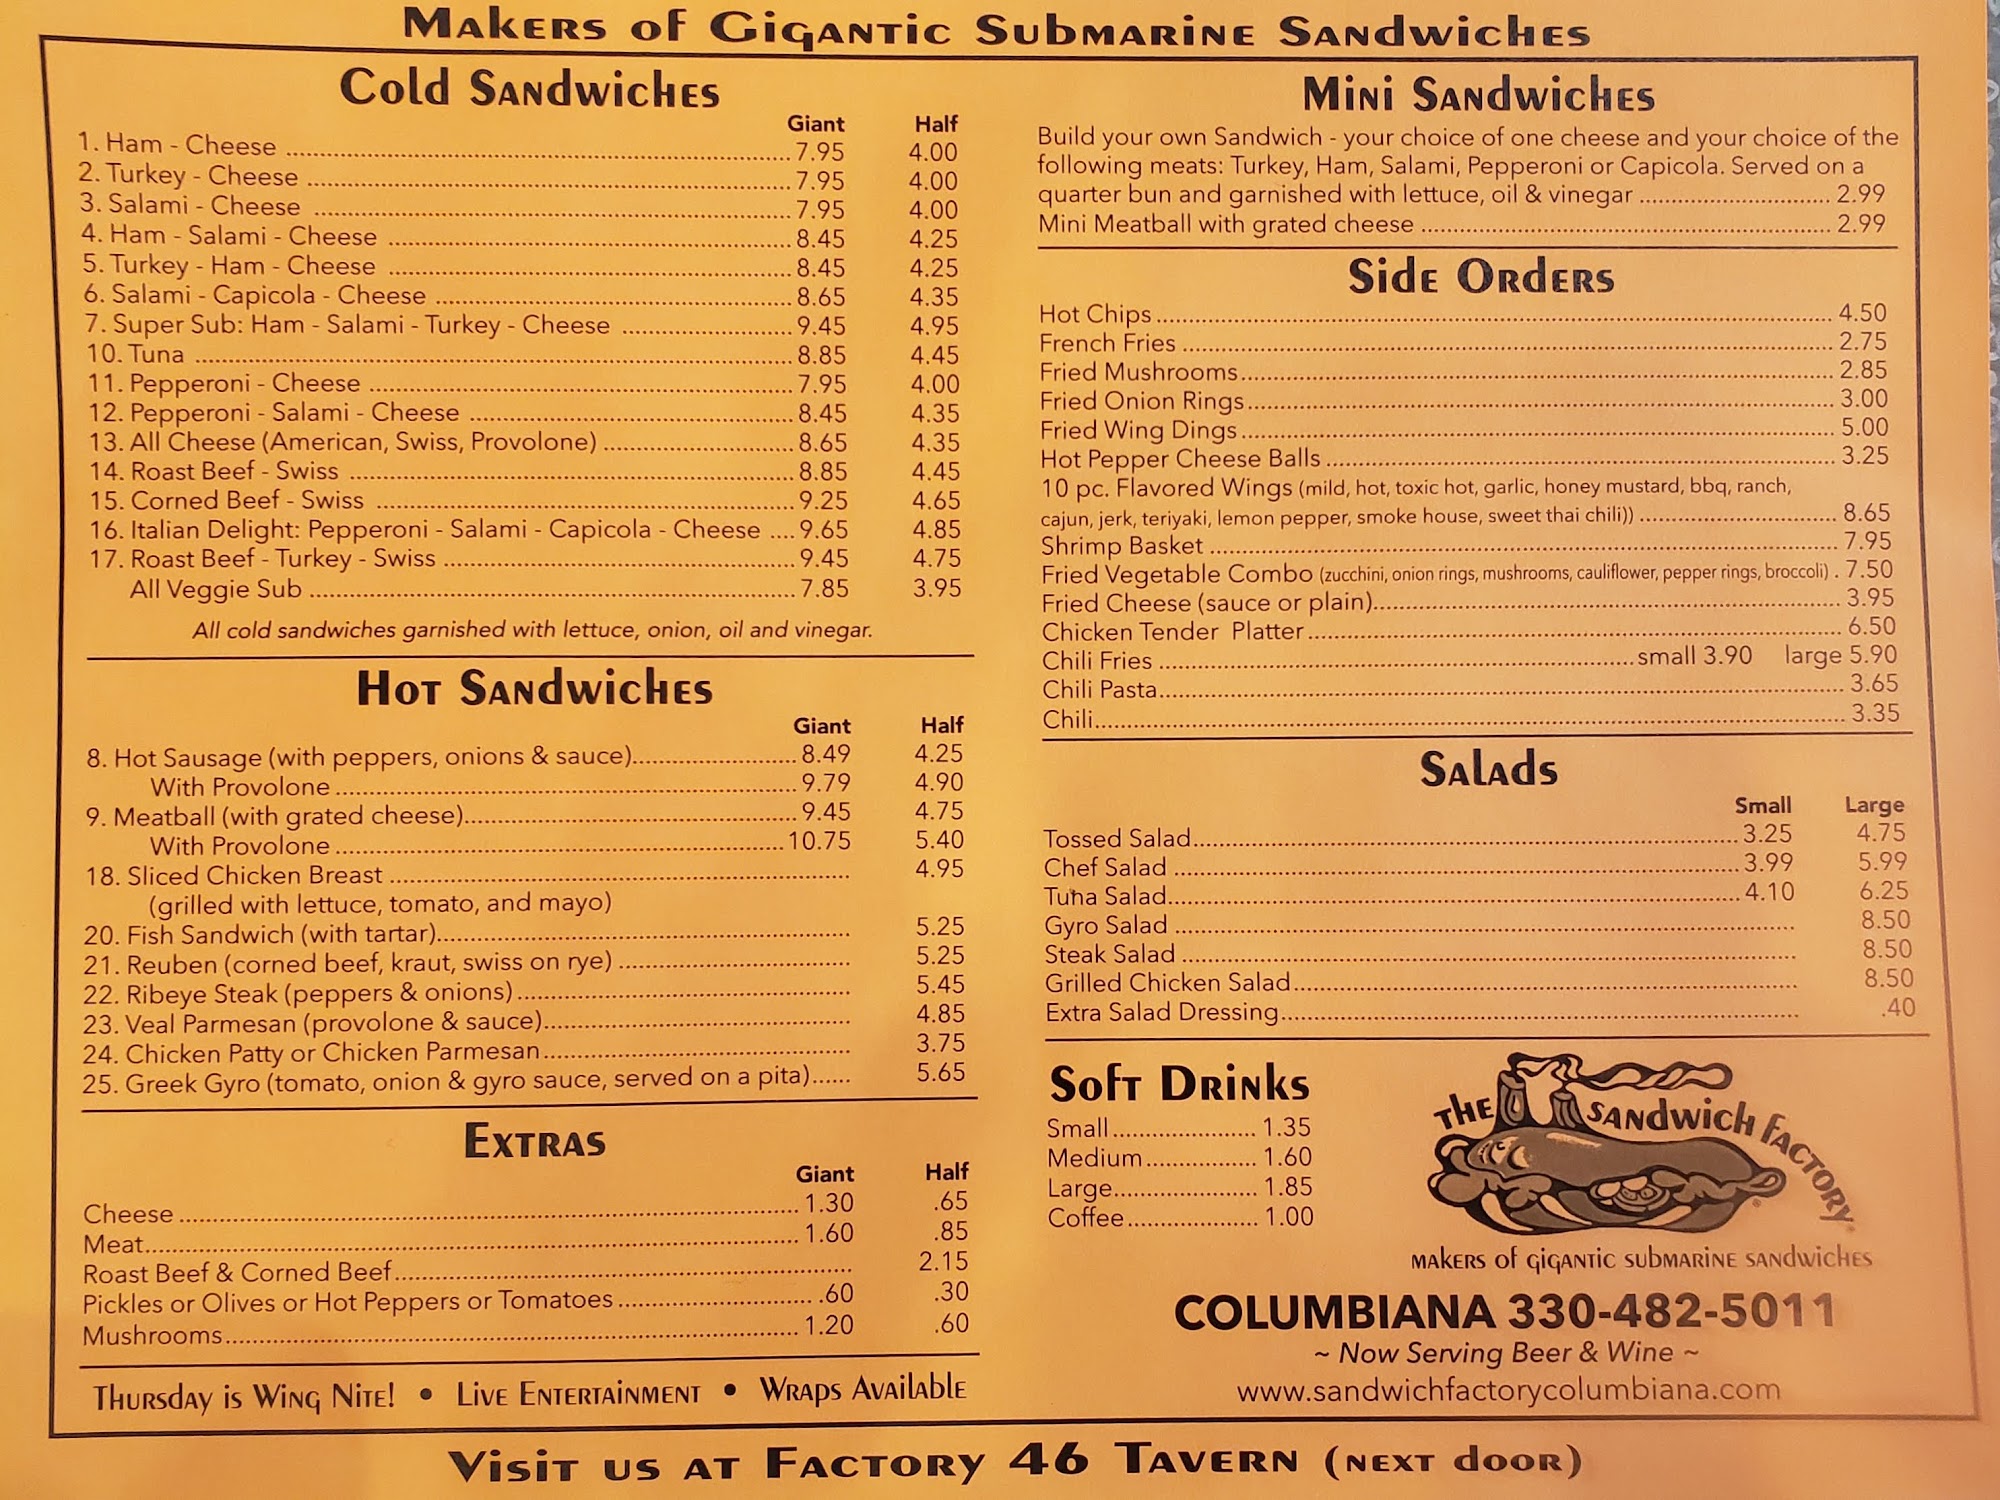 Makers of Gigantic Submarine Sandwiches
Cold Sandwiches
Giant Half
1. Ham - Cheese 7.95 4.00
2. Turkey - Cheese 7.95 4.00
3. Salami - Cheese 7.95 4.00
4. Ham - Salami - Cheese 8.45 4.25
5. Turkey - Ham - Cheese 8.45 4.25
6. Salami - Capicola - Cheese 8.65 4.35
7. Super Sub: Ham - Salami - Turkey - Cheese 9.45 4.95
10. Tuna 8.85 4.45
11. Pepperoni - Cheese 7.95 4.00
12. Pepperoni - Salami - Cheese 8.45 4.35
13. All Cheese (American, Swiss, Provolone) 8.65 4.35
14. Roast Beef - Swiss 8.85 4.45
15. Corned Beef - Swiss 9.25 4.65
16. Italian Delight: Pepperoni - Salami - Capicola - Cheese 9.65 4.85
17. Roast Beef - Turkey - Swiss 9.45 4.75
All Veggie Sub 7.85 3.95
All cold sandwiches garnished with lettuce, onion, oil and vinegar.
Hot Sandwiches
Giant Half
8. Hot Sausage (with peppers, onions & sauce) 8.49 4.25
With Provolone 9.79 4.90
9. Meatball (with grated cheese) 9.45 4.75
With Provolone 10.75 5.40
18. Sliced Chicken Breast 4.95
(grilled with lettuce, tomato, and mayo)
20. Fish Sandwich (with tartar) 5.25
21. Reuben (corned beef, kraut, swiss on rye) 5.25
22. Ribeye Steak (peppers & onions) 5.45
23. Veal Parmesan (provolone & sauce) 4.85
24. Chicken Patty or Chicken Parmesan 3.75
25. Greek Gyro (tomato, onion & gyro sauce, served on a pita) 5.65
Extras
Giant Half
Cheese 1.30 .65
Meat 1.60 .85
Roast Beef & Corned Beef 2.15
Pickles or Olives or Hot Peppers or Tomatoes .60 .30
Mushrooms 1.20 .60
Thursday is Wing Nite! • Live Entertainment • Wraps Available
Mini Sandwiches
Build your own Sandwich - your choice of one cheese and your choice of the
following meats: Turkey, Ham, Salami, Pepperoni or Capicola. Served on a
quarter bun and garnished with lettuce, oil & vinegar 2.99
Mini Meatball with grated cheese 2.99
Side Orders
Hot Chips 4.50
French Fries 2.75
Fried Mushrooms 2.85
Fried Onion Rings 3.00
Fried Wing Dings 5.00
Hot Pepper Cheese Balls 3.25
10 pc. Flavored Wings (mild, hot, toxic hot, garlic, honey mustard, bbq, ranch,
cajun, jerk, teriyaki, lemon pepper, smoke house, sweet thai chili)) 8.65
Shrimp Basket 7.95
Fried Vegetable Combo (zucchini, onion rings, mushrooms, cauliflower, pepper rings, broccoli) 7.50
Fried Cheese (sauce or plain) 3.95
Chicken Tender Platter 6.50
Chili Fries small 3.90 large 5.90
Chili Pasta 3.65
Chili 3.35
Salads
Small Large
Tossed Salad 3.25 4.75
Chef Salad 3.99 5.99
Tuna Salad 4.10 6.25
Gyro Salad 8.50
Steak Salad 8.50
Grilled Chicken Salad 8.50
Extra Salad Dressing .40
Soft Drinks
Small 1.35
Medium 1.60
Large 1.85
Coffee 1.00
The Sandwich Factory®
makers of gigantic submarine sandwiches
COLUMBIANA 330-482-5011
~ Now Serving Beer & Wine ~
www.sandwichfactorycolumbiana.com
Visit us at Factory 46 Tavern (next door)